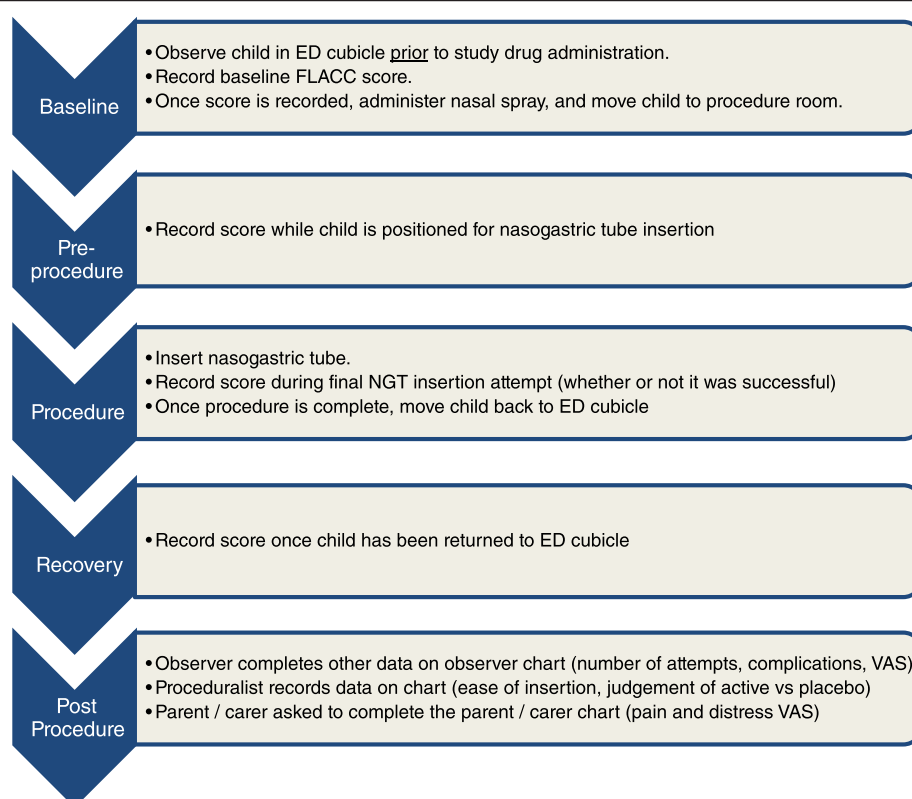 Baseline
•Observe child in ED cubicle prior to study drug administration.
•Record baseline FLACC score.
•Once score is recorded, administer nasal spray, and move child to procedure room.
Pre-
procedure
•Record score while child is positioned for nasogastric tube insertion
Procedure
•Insert nasogastric tube.
•Record score during final NGT insertion attempt (whether or not it was successful)
•Once procedure is complete, move child back to ED cubicle
Recovery
•Record score once child has been returned to ED cubicle
Post
Procedure
•Observer completes other data on observer chart (number of attempts, complications, VAS)
•Proceduralist records data on chart (ease of insertion, judgement of active vs placebo)
•Parent / carer asked to complete the parent / carer chart (pain and distress VAS)